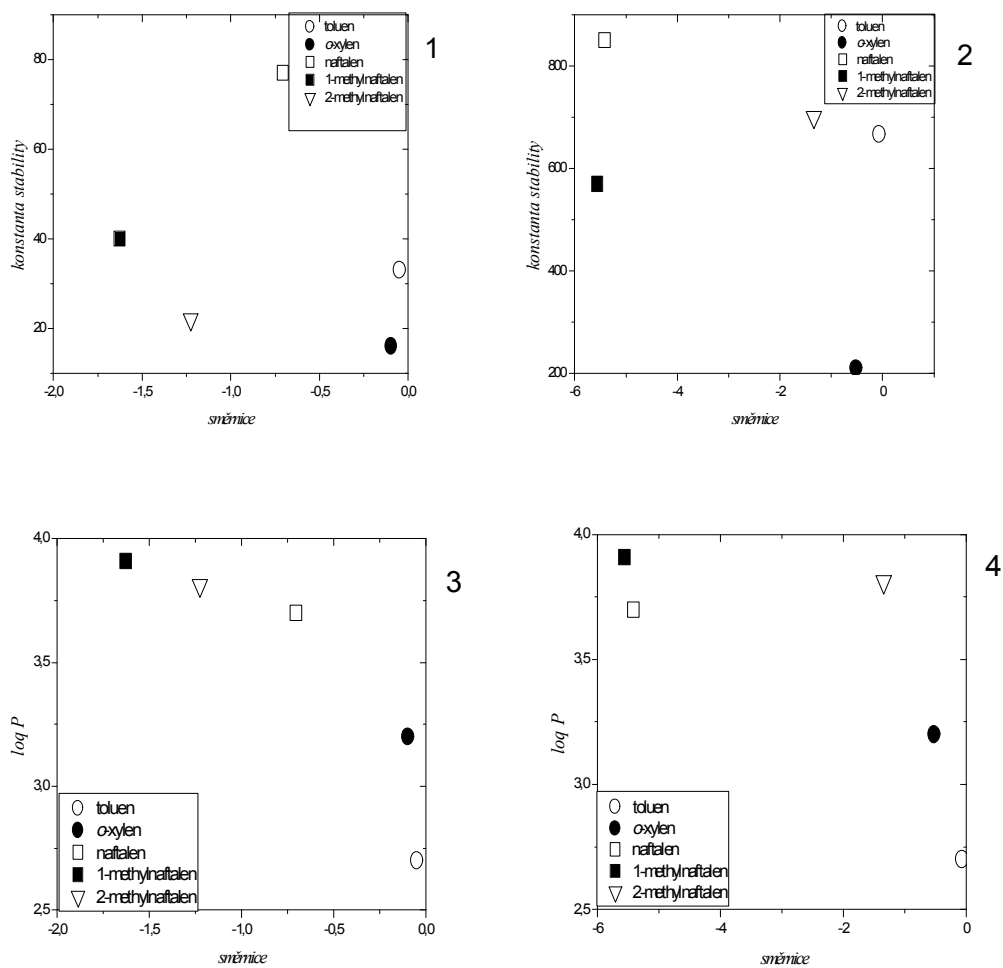 1
toluen
o-xylen
naftalen
1-methylnaftalen
2-methylnaftalen
80
60
40
20
konstanta stability
-2,0 -1,5 -1,0 -0,5 0,0
směrnice
2
toluen
o-xylen
naftalen
1-methylnaftalen
2-methylnaftalen
800
600
400
200
konstanta stability
-6 -4 -2 0
směrnice
3
4,0
3,5
3,0
2,5
log P
toluen
o-xylen
naftalen
1-methylnaftalen
2-methylnaftalen
-2,0 -1,5 -1,0 -0,5 0,0
směrnice
4
4,0
3,5
3,0
2,5
log P
toluen
o-xylen
naftalen
1-methylnaftalen
2-methylnaftalen
-6 -4 -2 0
směrnice